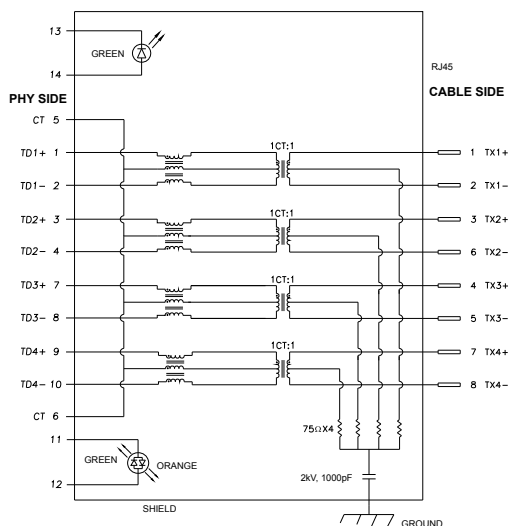 13
GREEN
14
RJ45
PHY SIDE
CABLE SIDE
CT 5
1CT:1
TD1+ 1
1 TX1+
TD1- 2
2 TX1-
1CT:1
TD2+ 3
3 TX2+
TD2- 4
6 TX2-
1CT:1
TD3+ 7
4 TX3+
TD3- 8
5 TX3-
1CT:1
TD4+ 9
7 TX4+
TD4- 10
8 TX4-
CT 6
75ΩX4
11
GREEN
ORANGE
12
2kV, 1000pF
SHIELD
GROUND